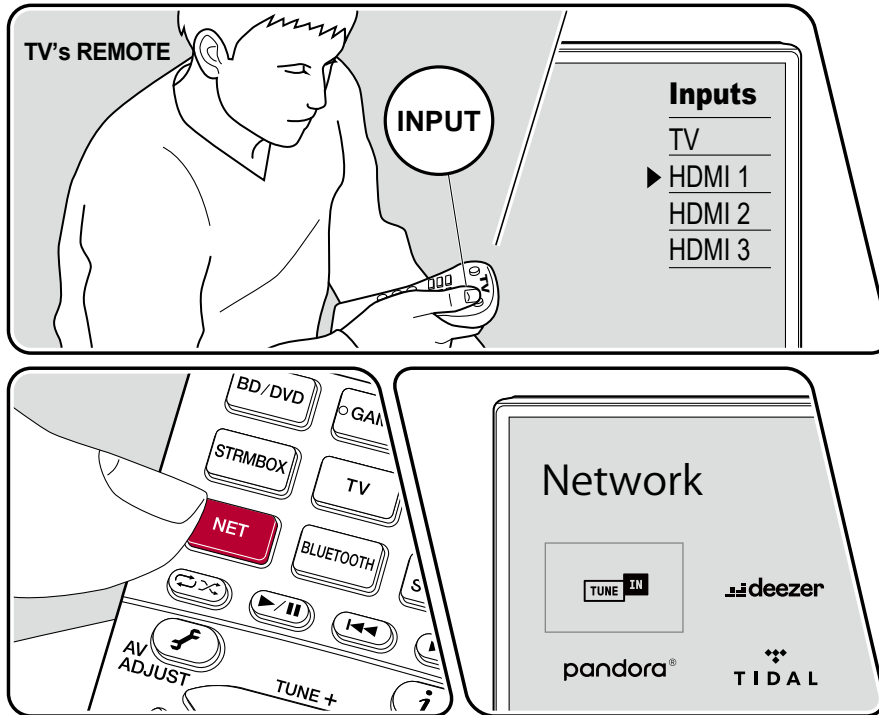 TV's REMOTE
INPUT
TV
Inputs
TV
HDMI 1
HDMI 2
HDMI 3
BD/DVD
STRMBOX
TV
NET
BLUETOOTH
AV
ADJUST
TUNE +
i
Network
TUNE IN
deezer
pandora®
TIDAL